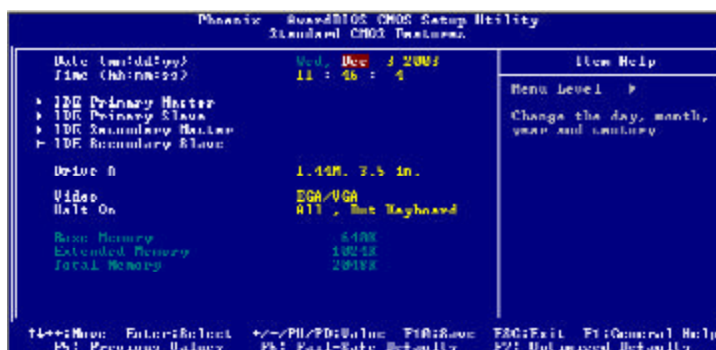 Phoenix - AwardBIOS CMOS Setup Utility
Standard CMOS Features
Date (mm:dd:yy) Wed, Dec 3 2003
Time (hh:mm:ss) 11 : 46 : 4
IDE Primary Master
IDE Primary Slave
IDE Secondary Master
IDE Secondary Slave
Drive A 1.44M, 3.5 in.
Video EGA/VGA
Halt On All , But Keyboard
Base Memory 640K
Extended Memory 1024K
Total Memory 2048K
Item Help
Menu Level
Change the day, month,
year and century
:Move Enter:Select +/-/PU/PD:Value F10:Save ESC:Exit F1:General Help
F5: Previous Values F6: Fail-Safe Defaults F7: Optimized Defaults